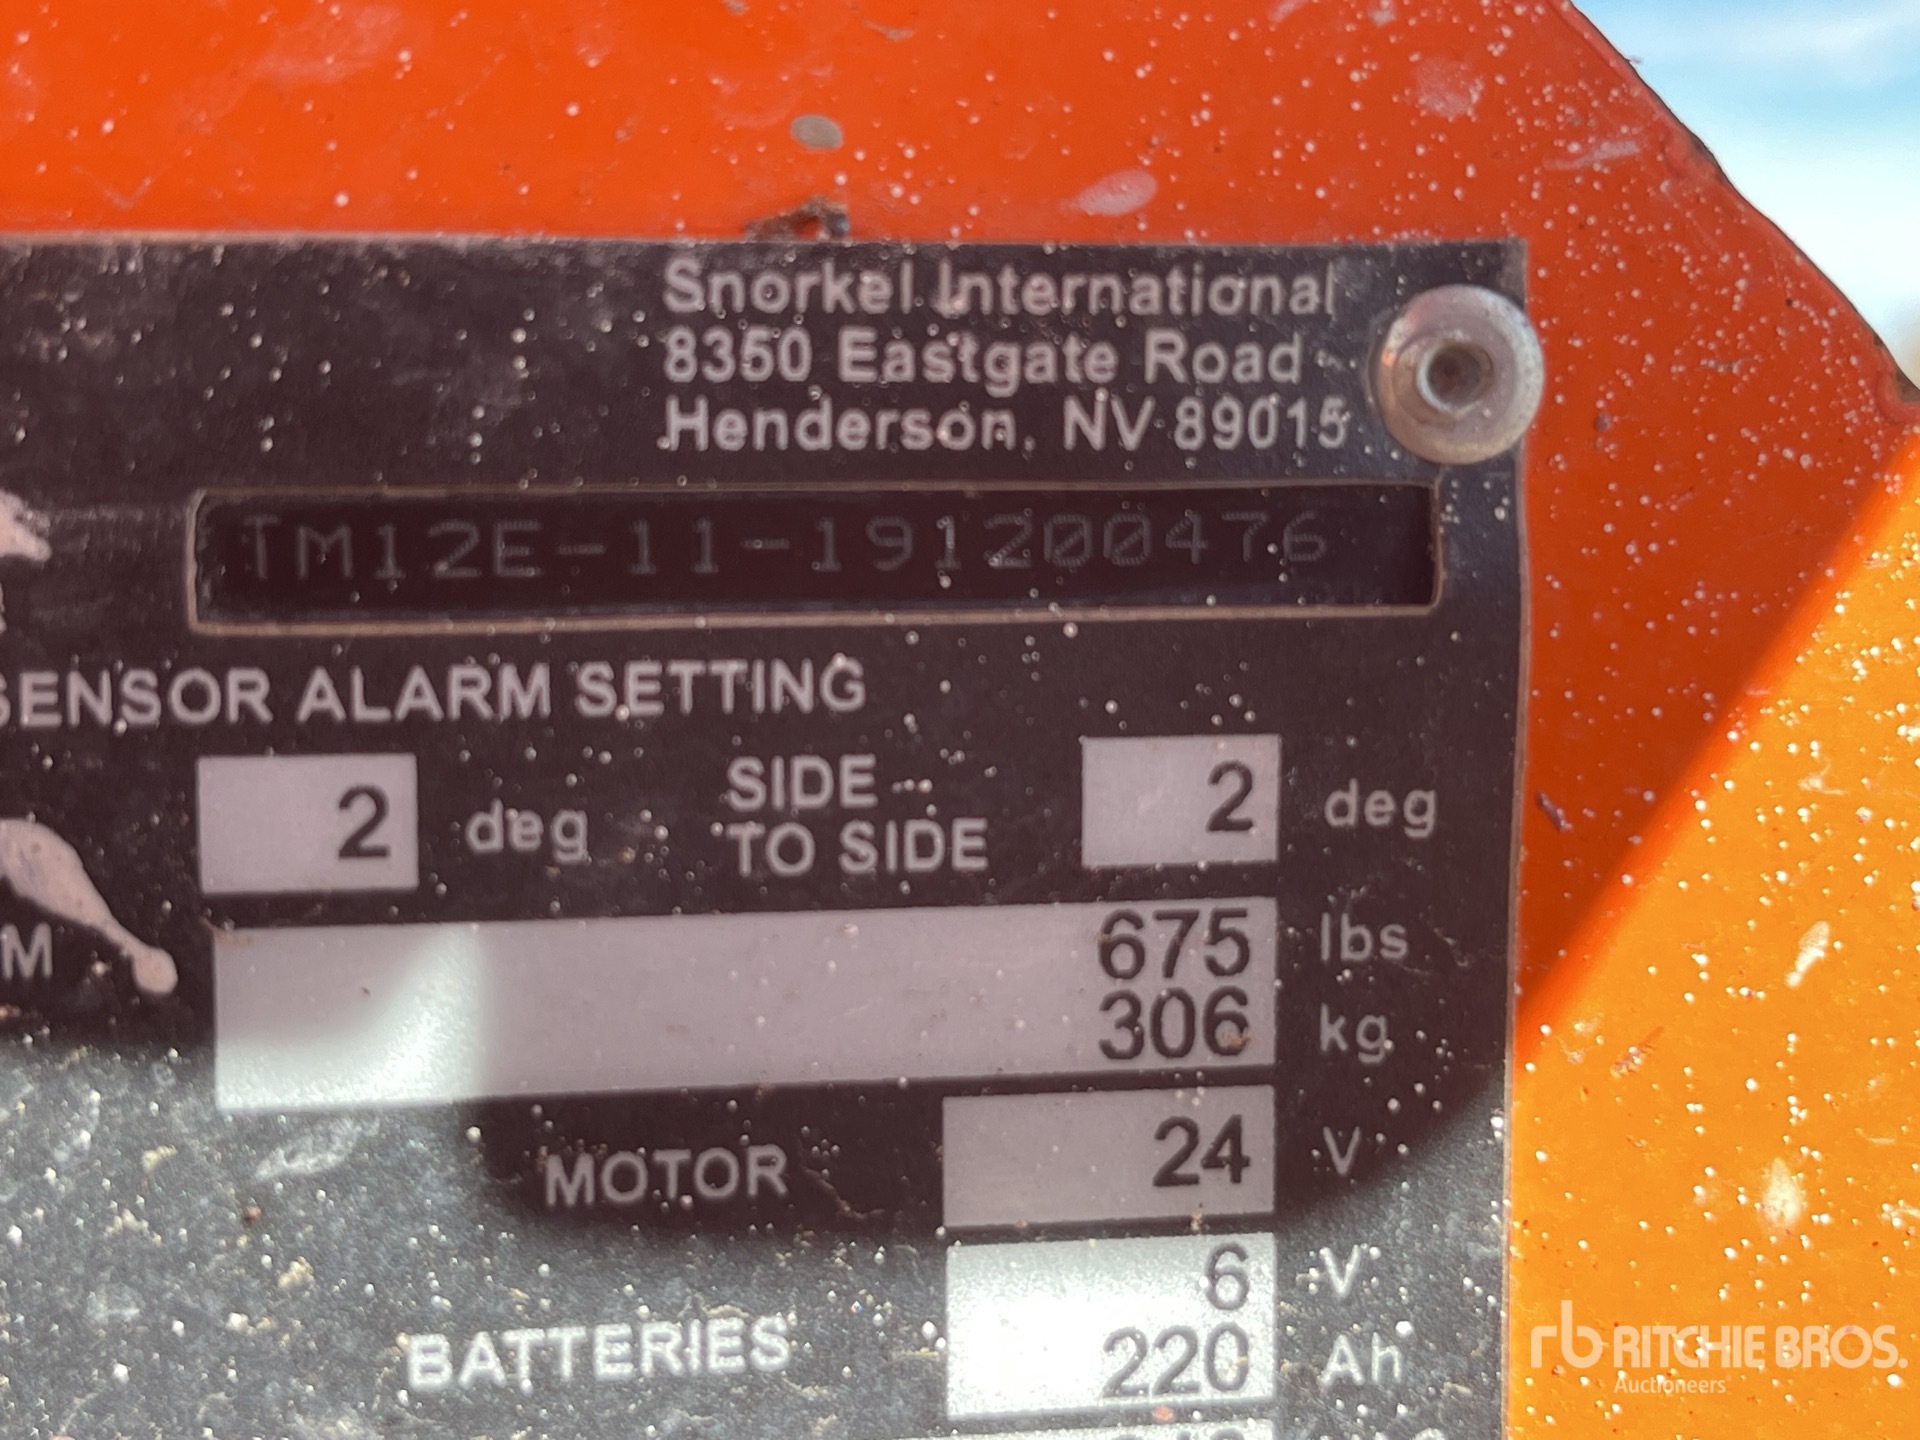 Snorkel International
8350 Eastgate Road
Henderson, NV 89015
TM12E-11-191200476
SENSOR ALARM SETTING
2 deg SIDE TO SIDE 2 deg
675 lbs
306 kg
MOTOR 24 V
6 V
BATTERIES 220 Ah
rb RITCHIE BROS.
Auctioneers